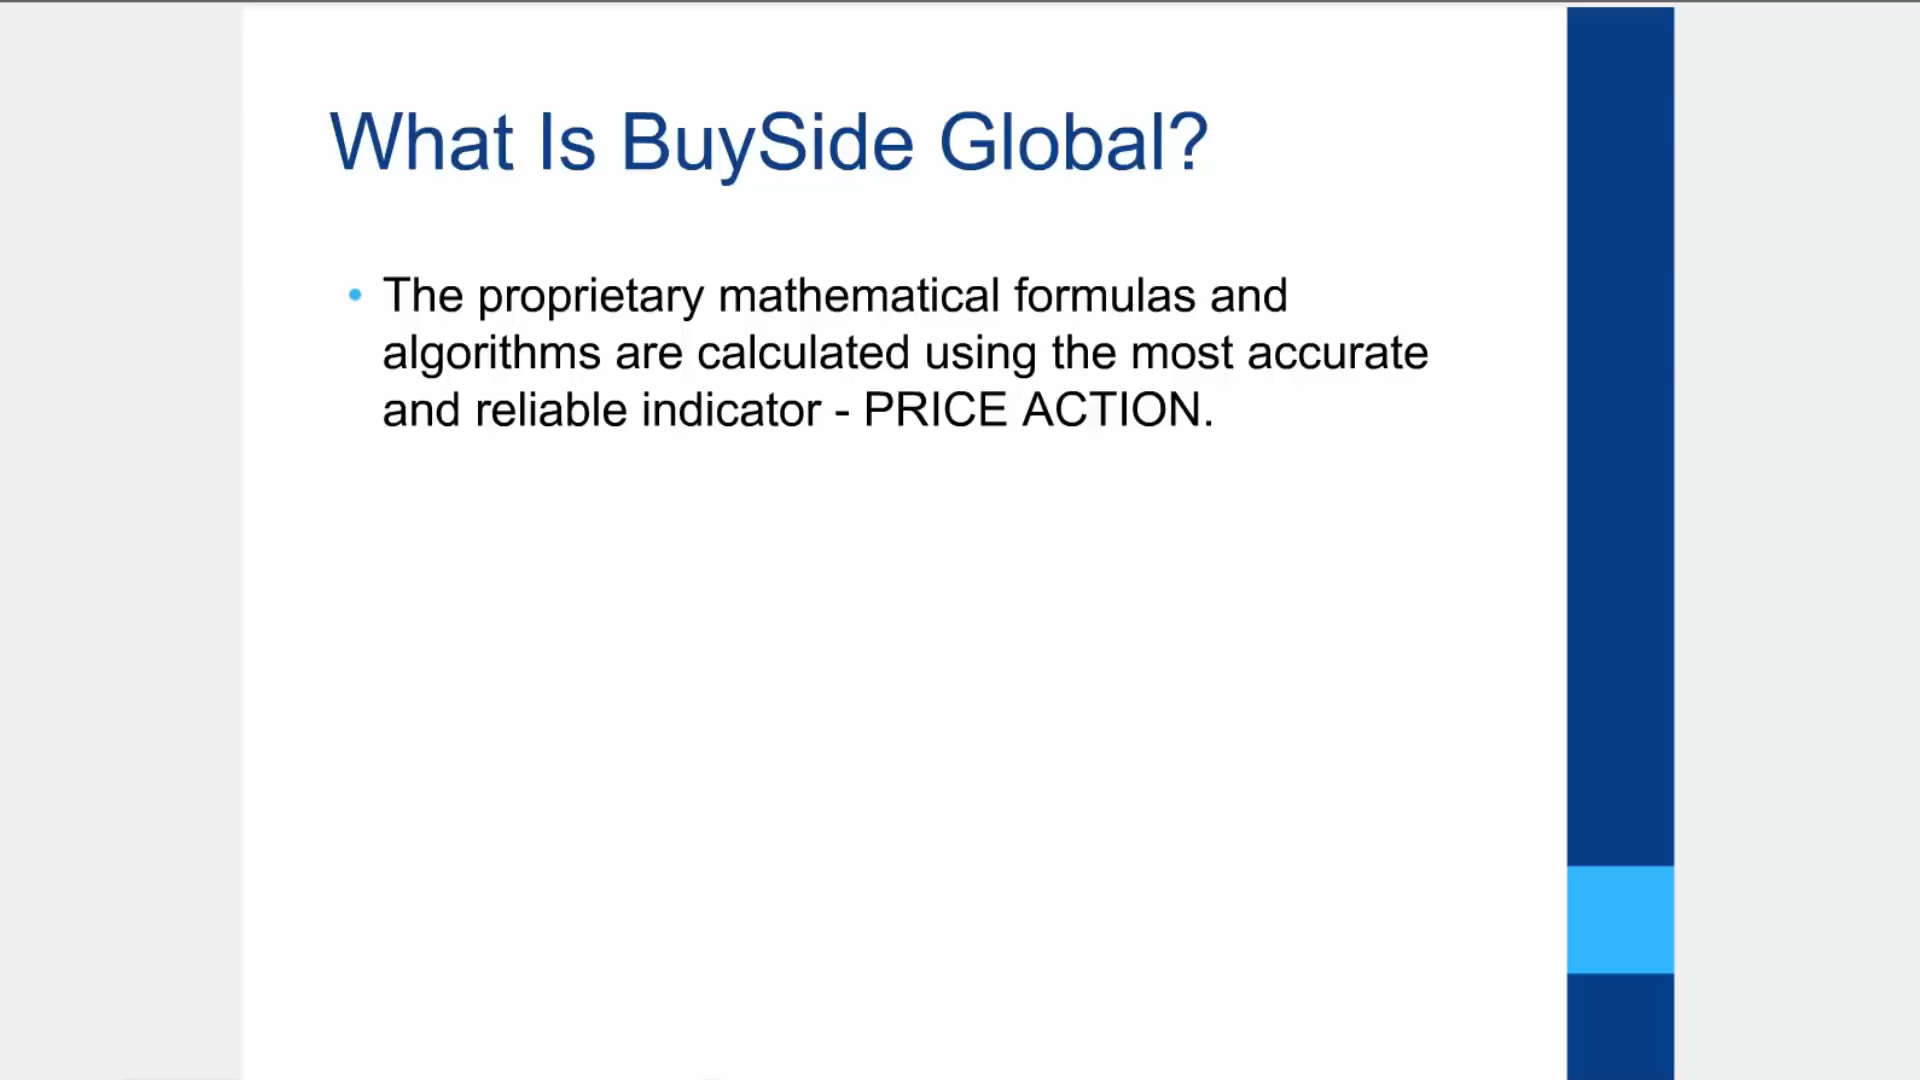 What Is BuySide Global?
• The proprietary mathematical formulas and
algorithms are calculated using the most accurate
and reliable indicator - PRICE ACTION.